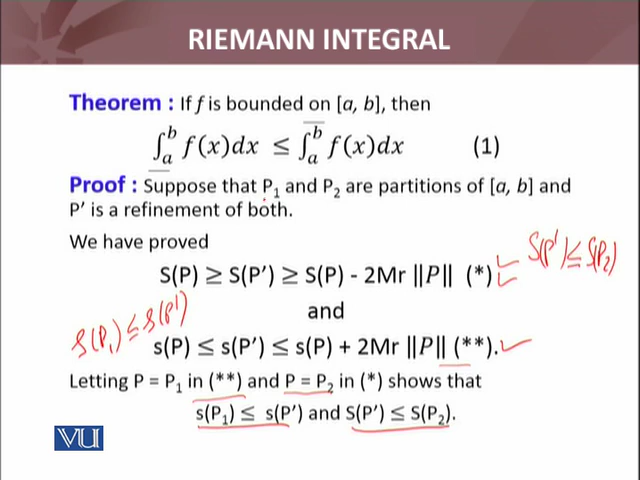 RIEMANN INTEGRAL
Theorem : If f is bounded on [a, b], then
∫_a^b f(x)dx ≤ ∫_a^b f(x)dx (1)
Proof : Suppose that P₁ and P₂ are partitions of [a, b] and
P′ is a refinement of both.
We have proved
S(P′) ≤ S(P₂)
S(P) ≥ S(P′) ≥ S(P) - 2Mr ||P|| (*)
and
s(P₁) ≤ s(P′)
s(P) ≤ s(P′) ≤ s(P) + 2Mr ||P|| (**).
Letting P = P₁ in (**) and P = P₂ in (*) shows that
s(P₁) ≤ s(P′) and S(P′) ≤ S(P₂).
VU